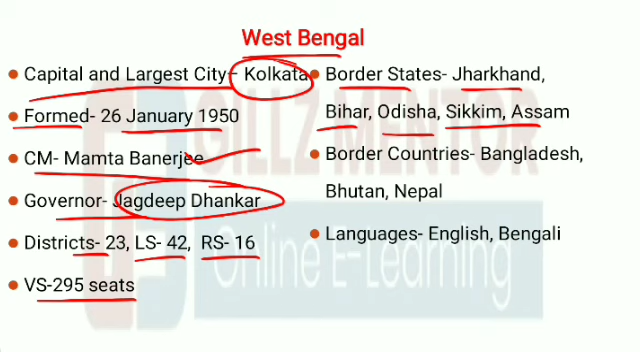 West Bengal
• Capital and Largest City- Kolkata
• Formed- 26 January 1950
• CM- Mamta Banerjee
• Governor- Jagdeep Dhankar
• Districts- 23, LS- 42, RS- 16
• VS-295 seats
• Border States- Jharkhand,
Bihar, Odisha, Sikkim, Assam
• Border Countries- Bangladesh,
Bhutan, Nepal
• Languages- English, Bengali
GILLZ MENTOR
Online E-Learning